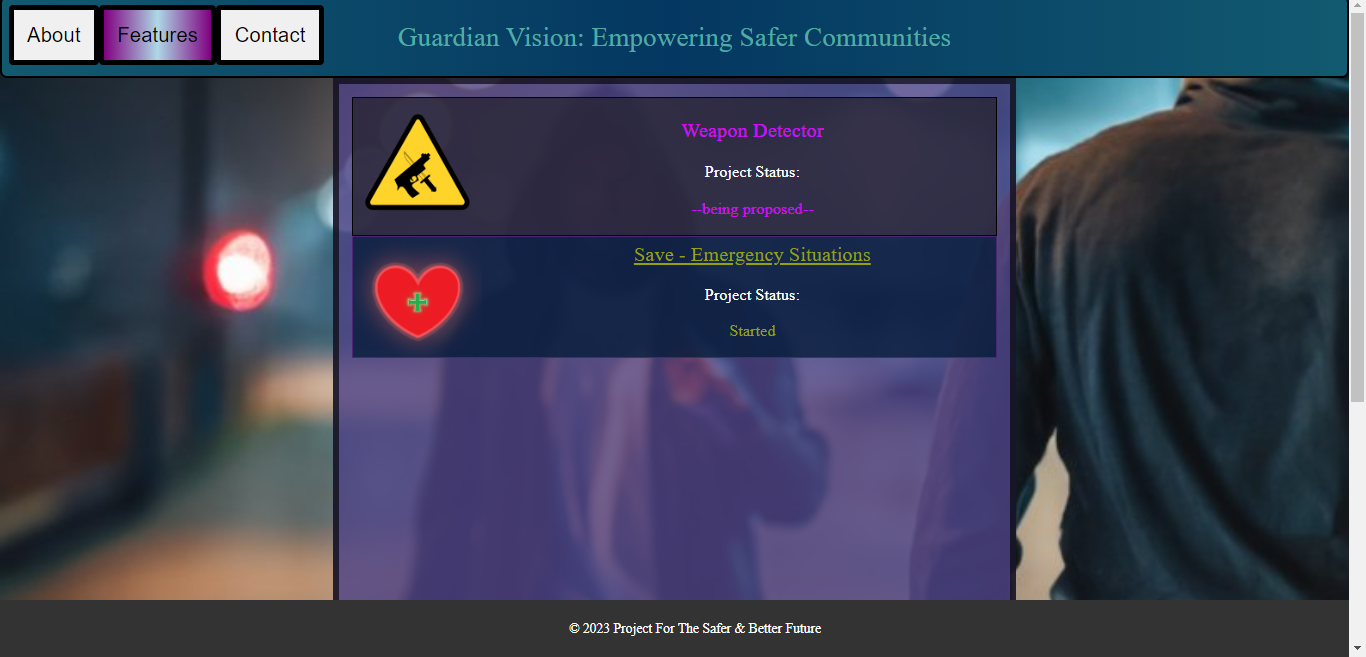 About
Features
Contact
Guardian Vision: Empowering Safer Communities
Weapon Detector
Project Status:
--being proposed--
Save - Emergency Situations
Project Status:
Started
© 2023 Project For The Safer & Better Future